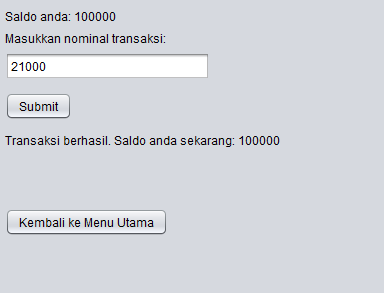 Saldo anda: 100000
Masukkan nominal transaksi:
21000
Submit
Transaksi berhasil. Saldo anda sekarang: 100000
Kembali ke Menu Utama